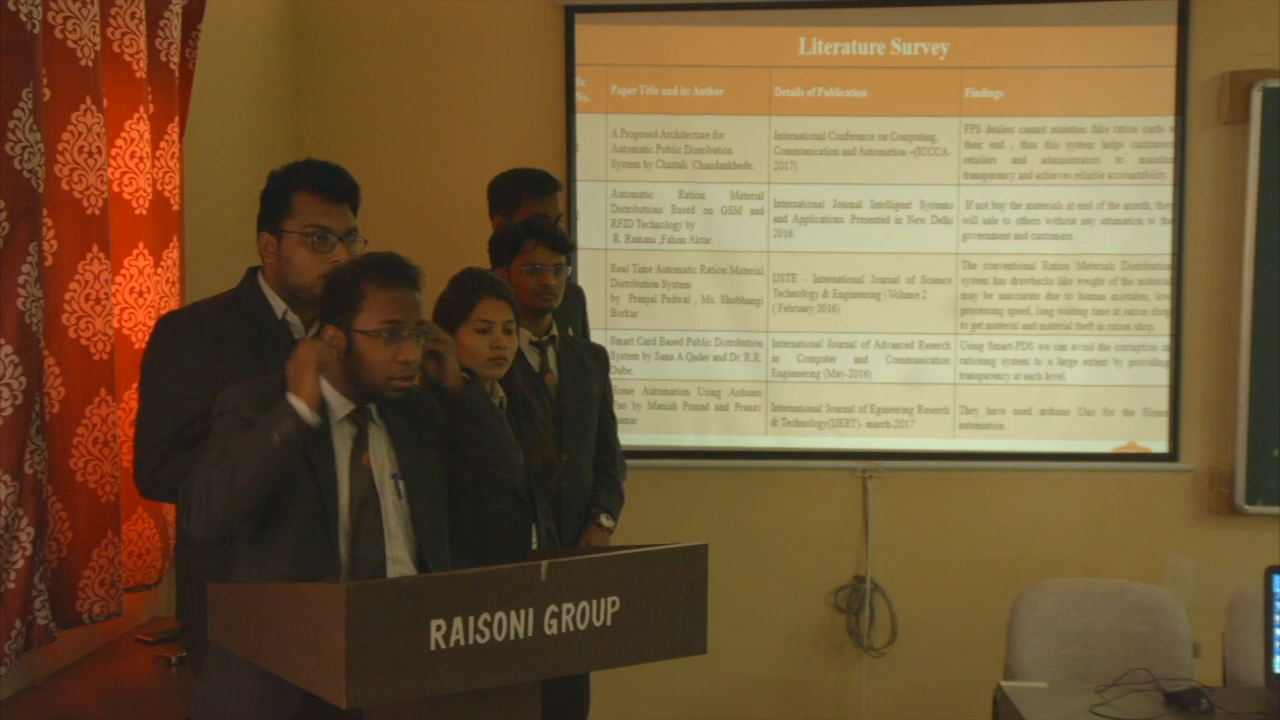 Literature Survey
Sr.
No.
Paper Title and its Author
Details of Publication
Findings
A Proposed Architecture for
Automatic Public Distribution
System by Chaitali Chandankhede.
International Conference on Computing,
Communication and Automation –(ICCCA-
2017)
FPS dealers cannot maintain fake ration cards
their end , thus this system helps customers
retailers and administrators to maintain
transparency and achieves reliable accountability
Automatic Ration Material
Distributions Based on GSM and
RFID Technology by
R. Ramani ,Fahim Aktar.
International Journal Intelligent Systems
and Applications. Presented in New Delhi
2016.
If not buy the materials at end of the month, they
will sale to others without any intimation to the
government and customers.
Real Time Automatic Ration Material
Distribution System
by Pranjal Pedwal , Ms. Shubhangi
Borkar
IJSTE - International Journal of Science
Technology & Engineering | Volume 2
( February 2016)
The conventional Ration Materials Distribution
system has drawbacks like weight of the material
may be inaccurate due to human mistakes, low
processing speed, long waiting time at ration shop
to get material and material theft in ration shop.
Smart Card Based Public Distribution
System by Sana A Qader and Dr. R.R.
Dube.
International Journal of Advanced Reserch
in Computer and Communication
Engineering (May-2016)
Using Smart-PDS we can avoid the corruption in
rationing system to a large extent by providing
transparency at each level.
Home Automation Using Arduino
Uno by Manish Prasad and Pranav
International Journal of Egineering Reserch
& Technology(IJERT)- march-2017
They have used arduino Uno for the Home
automation.
RAISONI GROUP